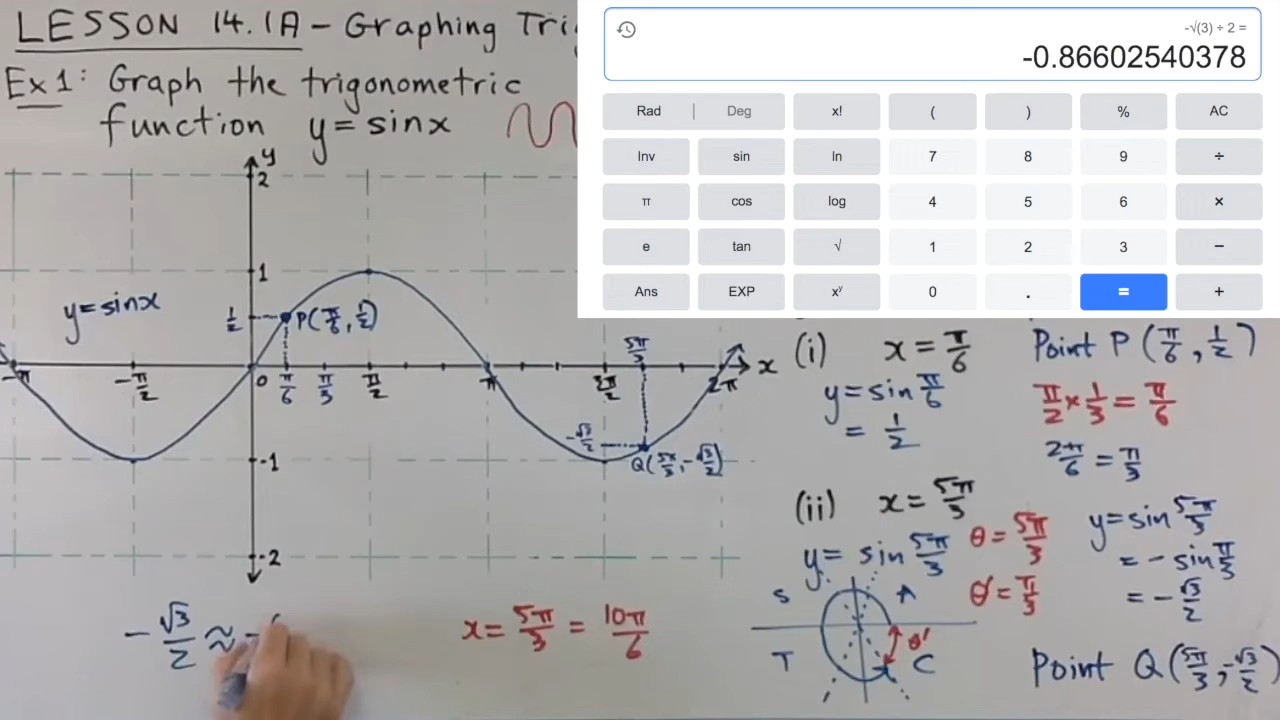 LESSON 14.1A - Graphing Tri
Ex 1: Graph the trigonometric
function y = sinx
-√(3) ÷ 2 =
-0.86602540378
Rad | Deg x! ( ) % AC
Inv sin ln 7 8 9 ÷
π cos log 4 5 6 ×
e tan √ 1 2 3 −
Ans EXP xʸ 0 . = +
y
2
1
y=sinx
1/2 P(π/6, 1/2)
5π/3
x
-π -π/2 0 π/6 π/3 π/2 π 3π/2 2π
-√3/2
Q(5π/3, -√3/2)
-1
-2
-√3/2 ≈ -
x = 5π/3 = 10π/6
(i) x = π/6
y = sin π/6
= 1/2
Point P (π/6, 1/2)
π/2 × 1/3 = π/6
2×π/6 = π/3
(ii) x = 5π/3
y = sin 5π/3
θ = 5π/3
θ' = π/3
S A
T C
θ'
y = sin 5π/3
= - sin π/3
= - √3/2
Point Q (5π/3, -√3/2)